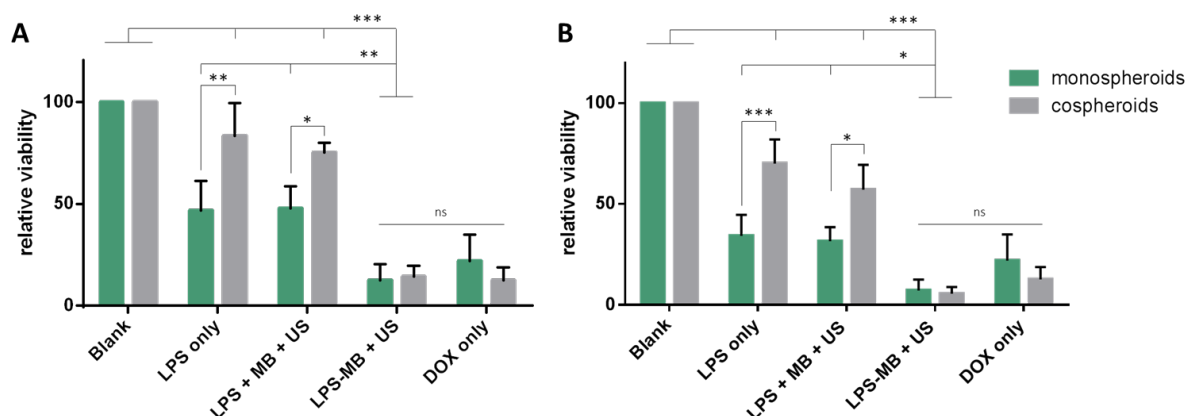 A
relative viability
100
50
0
***
**
**
*
ns
Blank
LPS only
LPS + MB + US
LPS-MB + US
DOX only
B
relative viability
100
50
0
***
*
***
*
ns
Blank
LPS only
LPS + MB + US
LPS-MB + US
DOX only
monospheroids
cospheroids